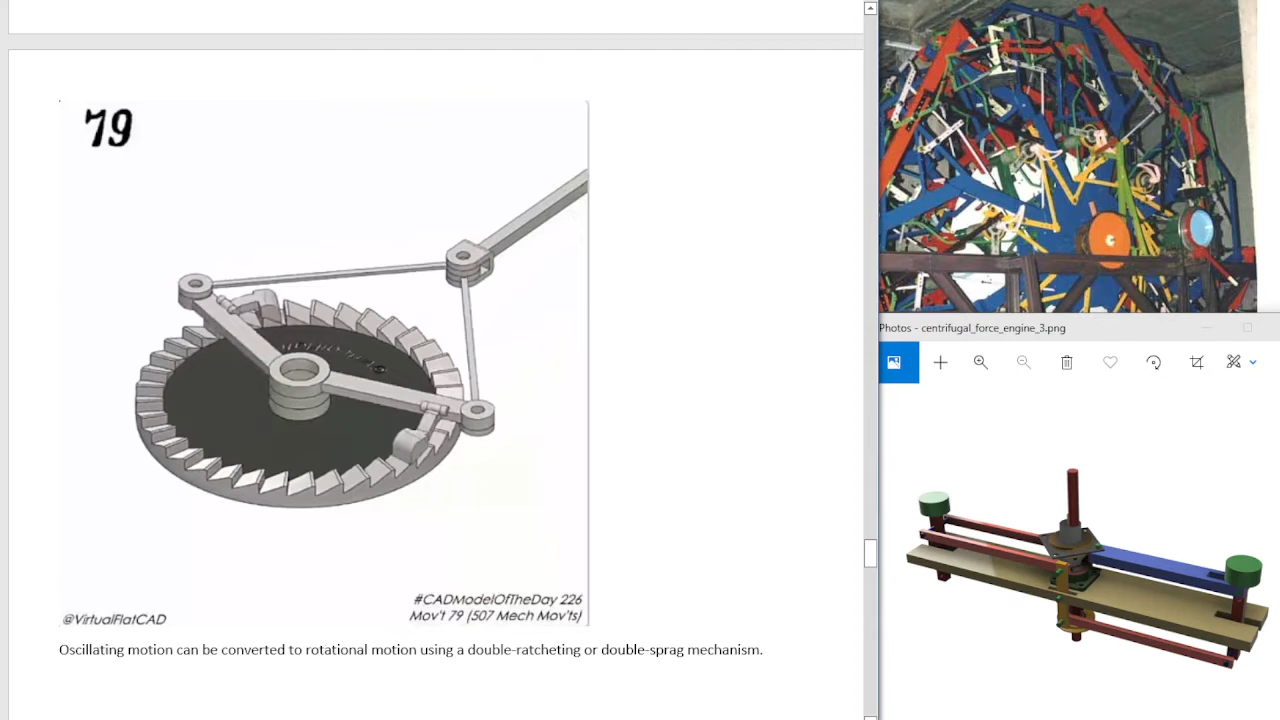 79
@VirtualFlatCAD
#CADModelOfTheDay 226
Mov't 79 (507 Mech Mov'ts)
Oscillating motion can be converted to rotational motion using a double-ratcheting or double-sprag mechanism.
Photos - centrifugal_force_engine_3.png